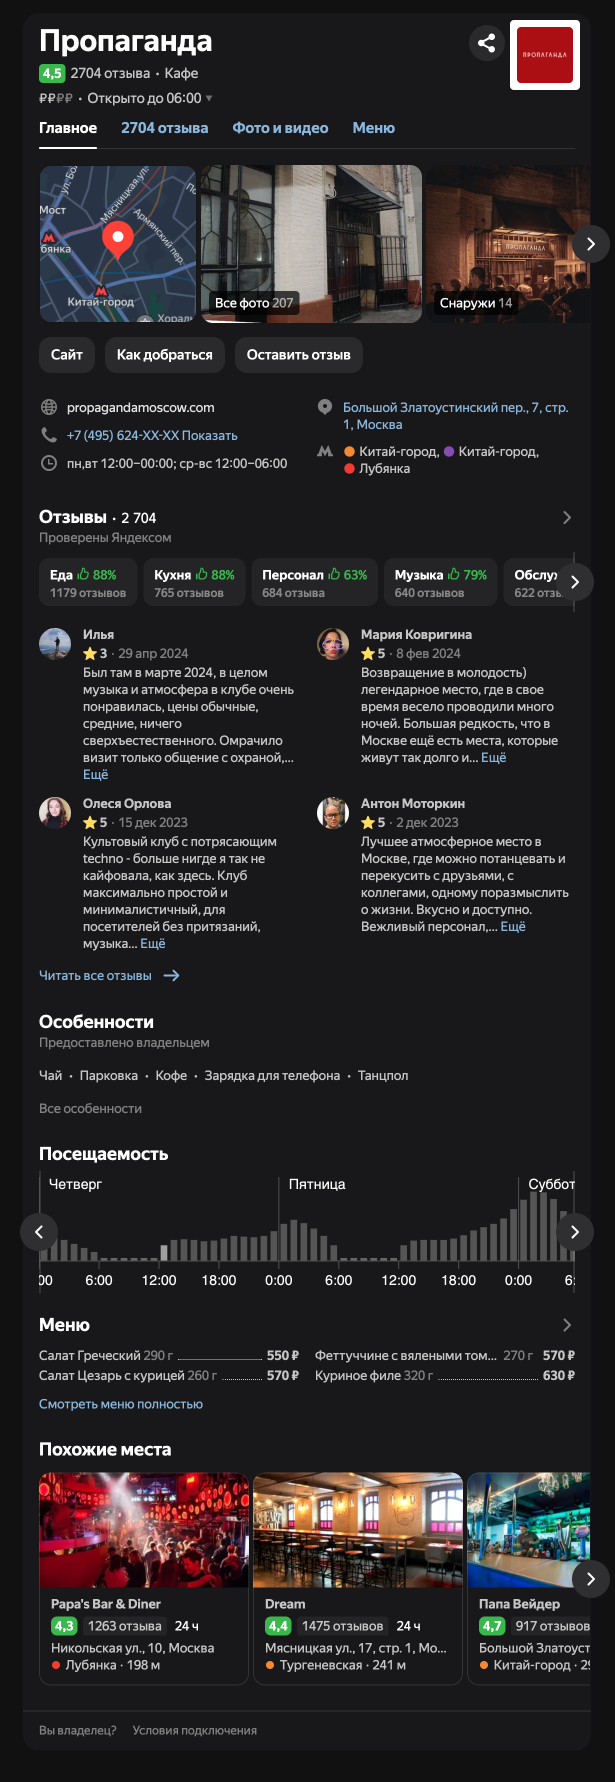 Пропаганда
ПРОПАГАНДА
4,5 2704 отзыва • Кафе
₽₽₽₽ • Открыто до 06:00
Главное 2704 отзыва Фото и видео Меню
ул. Бо
Мясницкая ул.
Мост
Армянский пер.
бянка
Китай-город
Хораль
Все фото 207
ПРОПАГАНДА
Снаружи 14
Сайт Как добраться Оставить отзыв
propagandamoscow.com
+7 (495) 624-XX-XX Показать
пн,вт 12:00–00:00; ср-вс 12:00–06:00
Большой Златоустинский пер., 7, стр.
1, Москва
Китай-город, Китай-город,
Лубянка
Отзывы · 2 704
Проверены Яндексом
Еда 88% Кухня 88% Персонал 63% Музыка 79% Обслу
1179 отзывов 765 отзывов 684 отзыва 640 отзывов 622 отзы
Илья
3 · 29 апр 2024
Был там в марте 2024, в целом
музыка и атмосфера в клубе очень
понравилась, цены обычные,
средние, ничего
сверхъестественного. Омрачило
визит только общение с охраной,...
Ещё
Мария Ковригина
5 · 8 фев 2024
Возвращение в молодость)
легендарное место, где в свое
время весело проводили много
ночей. Большая редкость, что в
Москве ещё есть места, которые
живут так долго и... Ещё
Олеся Орлова
5 · 15 дек 2023
Культовый клуб с потрясающим
techno - больше нигде я так не
кайфовала, как здесь. Клуб
максимально простой и
минималистичный, для
посетителей без притязаний,
музыка... Ещё
Антон Моторкин
5 · 2 дек 2023
Лучшее атмосферное место в
Москве, где можно потанцевать и
перекусить с друзьями, с
коллегами, одному поразмыслить
о жизни. Вкусно и доступно.
Вежливый персонал,... Ещё
Читать все отзывы
Особенности
Предоставлено владельцем
Чай • Парковка • Кофе • Зарядка для телефона • Танцпол
Все особенности
Посещаемость
Четверг Пятница Суббот
00 6:00 12:00 18:00 0:00 6:00 12:00 18:00 0:00 6:
Меню
Салат Греческий 290 г 550 ₽
Салат Цезарь с курицей 260 г 570 ₽
Феттуччине с вялеными том... 270 г 570 ₽
Куриное филе 320 г 630 ₽
Смотреть меню полностью
Похожие места
Papa's Bar & Diner
4,3 1263 отзыва 24 ч
Никольская ул., 10, Москва
Лубянка · 198 м
Dream
4,4 1475 отзывов 24 ч
Мясницкая ул., 17, стр. 1, Мо...
Тургеневская · 241 м
Папа Вейдер
4,7 917 отзывов
Большой Златоуст
Китай-город · 29
Вы владелец? Условия подключения